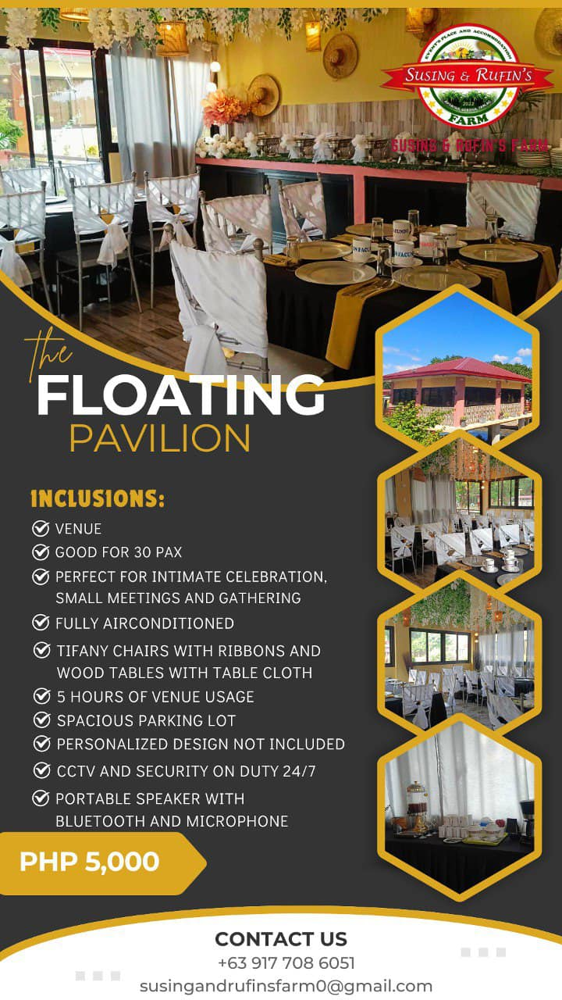 EVENT'S PLACE AND ACCOMMODATION
SUSING & RUFIN'S
2022
FARM
SUSING & RUFIN'S FARM
the
FLOATING
PAVILION
INCLUSIONS:
VENUE
GOOD FOR 30 PAX
PERFECT FOR INTIMATE CELEBRATION,
SMALL MEETINGS AND GATHERING
FULLY AIRCONDITIONED
TIFANY CHAIRS WITH RIBBONS AND
WOOD TABLES WITH TABLE CLOTH
5 HOURS OF VENUE USAGE
SPACIOUS PARKING LOT
PERSONALIZED DESIGN NOT INCLUDED
CCTV AND SECURITY ON DUTY 24/7
PORTABLE SPEAKER WITH
BLUETOOTH AND MICROPHONE
PHP 5,000
CONTACT US
+63 917 708 6051
susingandrufinsfarm0@gmail.com